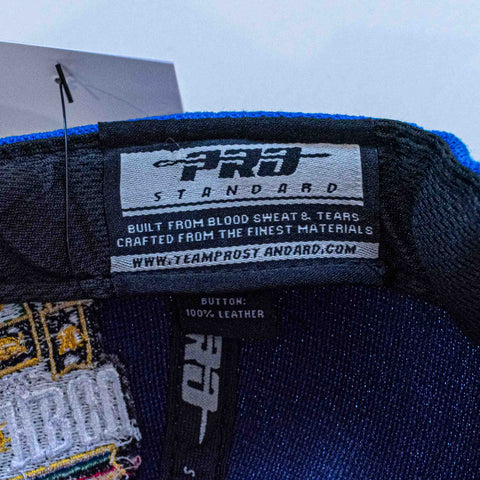 PRO
STANDARD
BUILT FROM BLOOD SWEAT & TEARS
CRAFTED FROM THE FINEST MATERIALS
WWW.TEAMPROSTANDARD.COM
BUTTON:
100% LEATHER
PRO
S